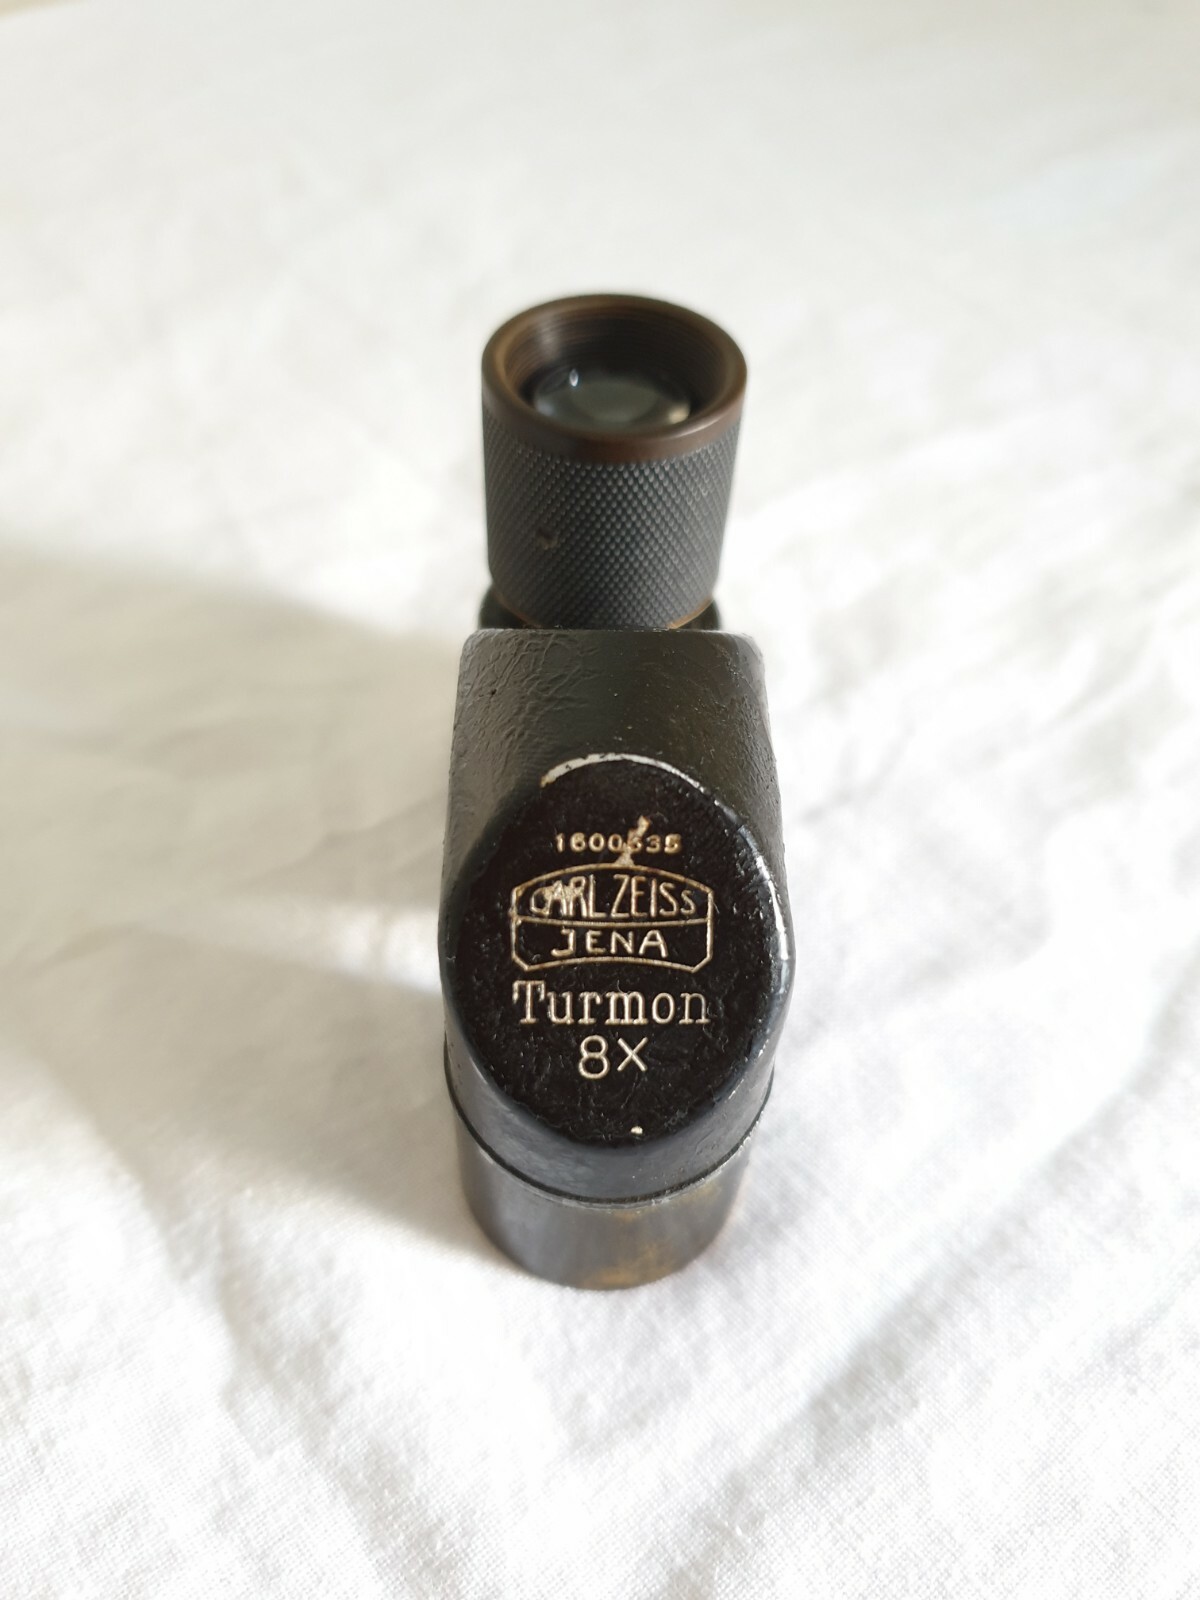 1600535
CARL ZEISS
JENA
Turmon
8X